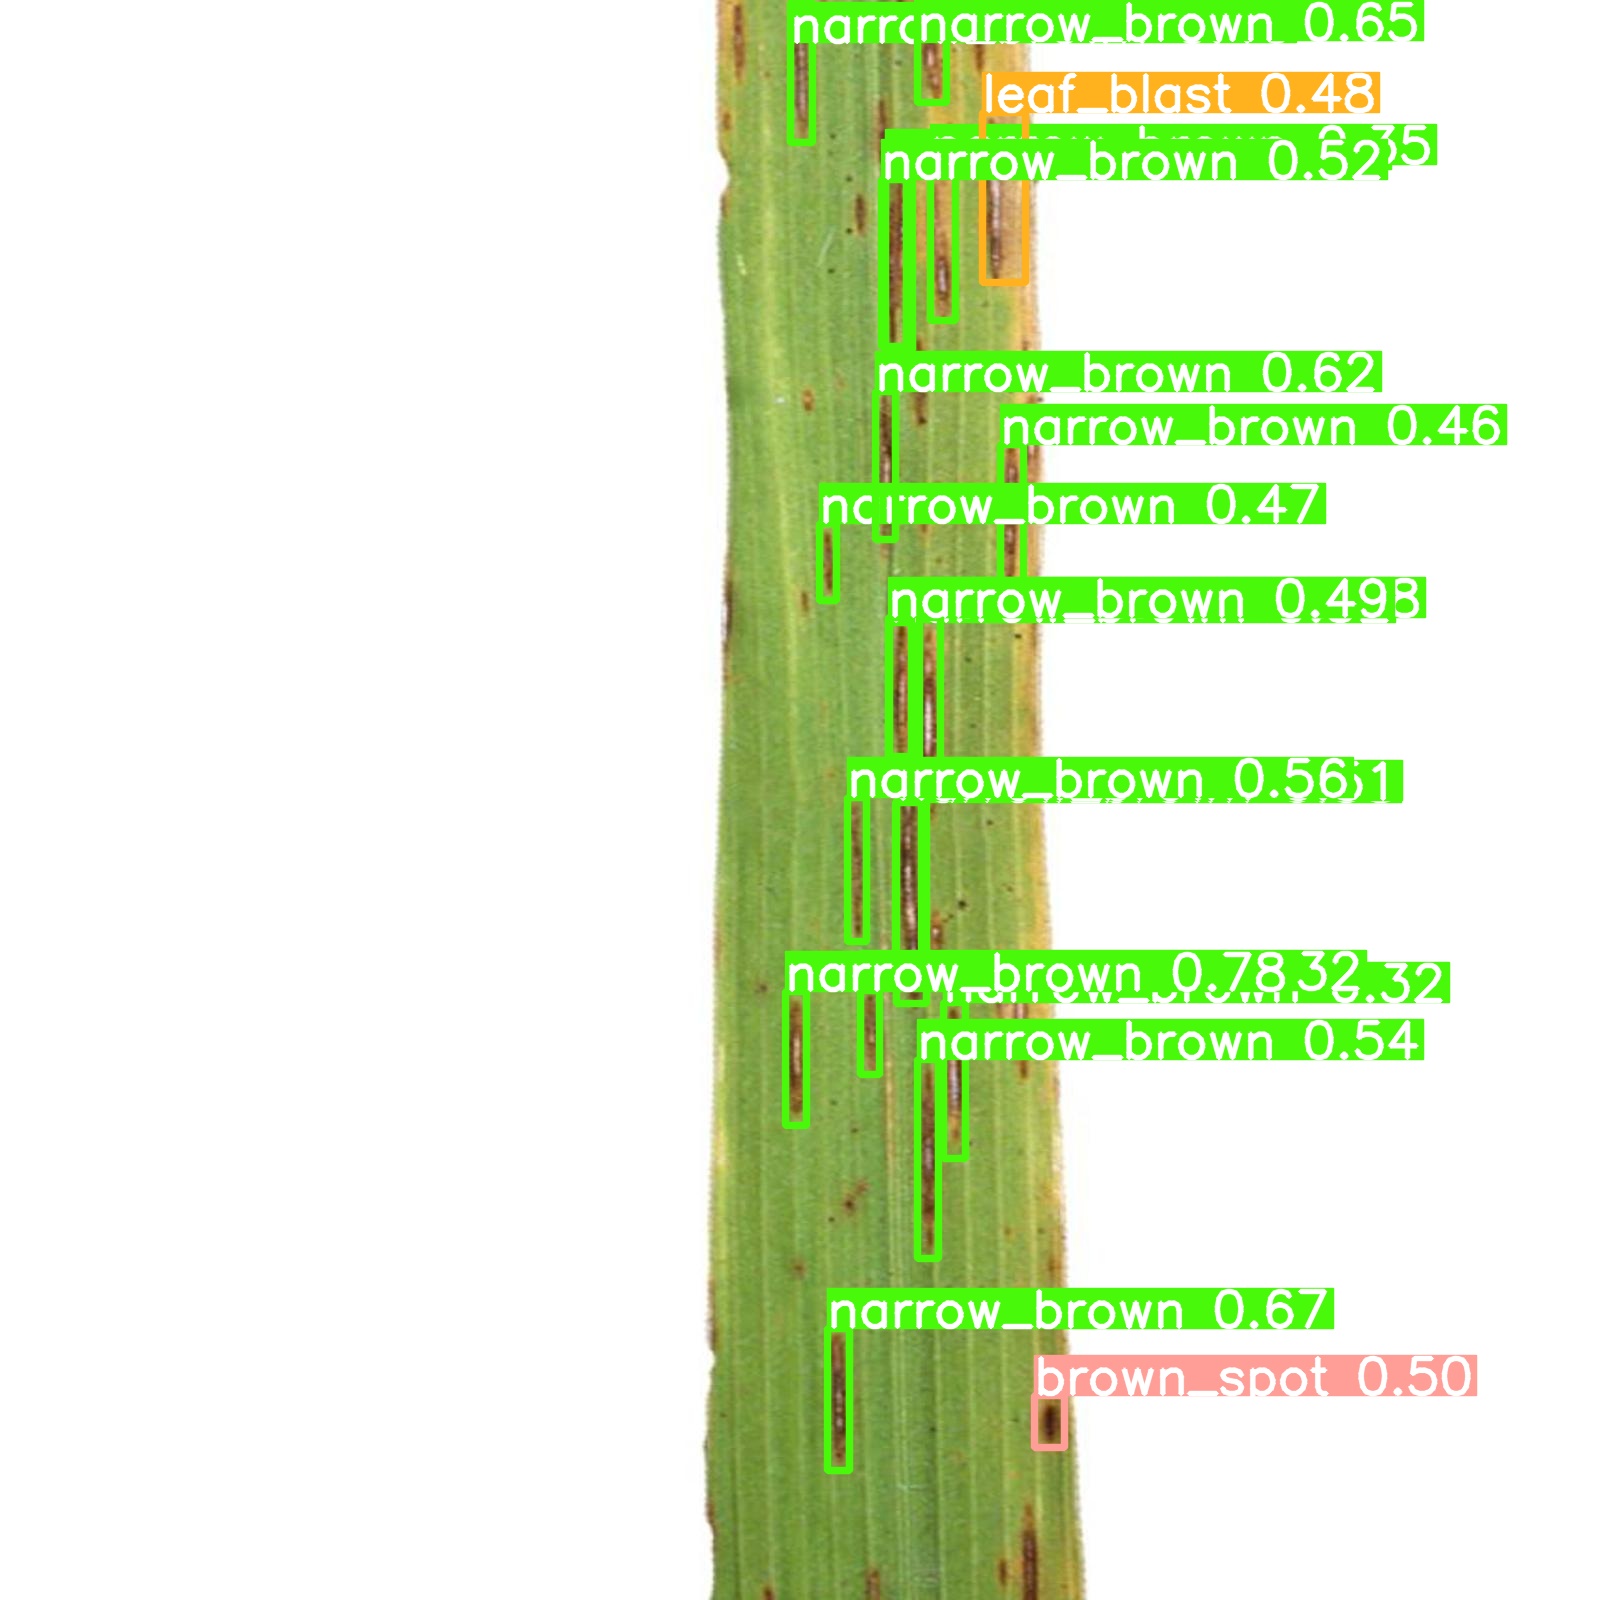 narrow_brown 0.65
leaf_blast 0.48
narrow_brown 0.52
narrow_brown 0.62
narrow_brown 0.46
narrow_brown 0.47
narrow_brown 0.49
narrow_brown 0.56
narrow_brown 0.78
narrow_brown 0.54
narrow_brown 0.67
brown_spot 0.50